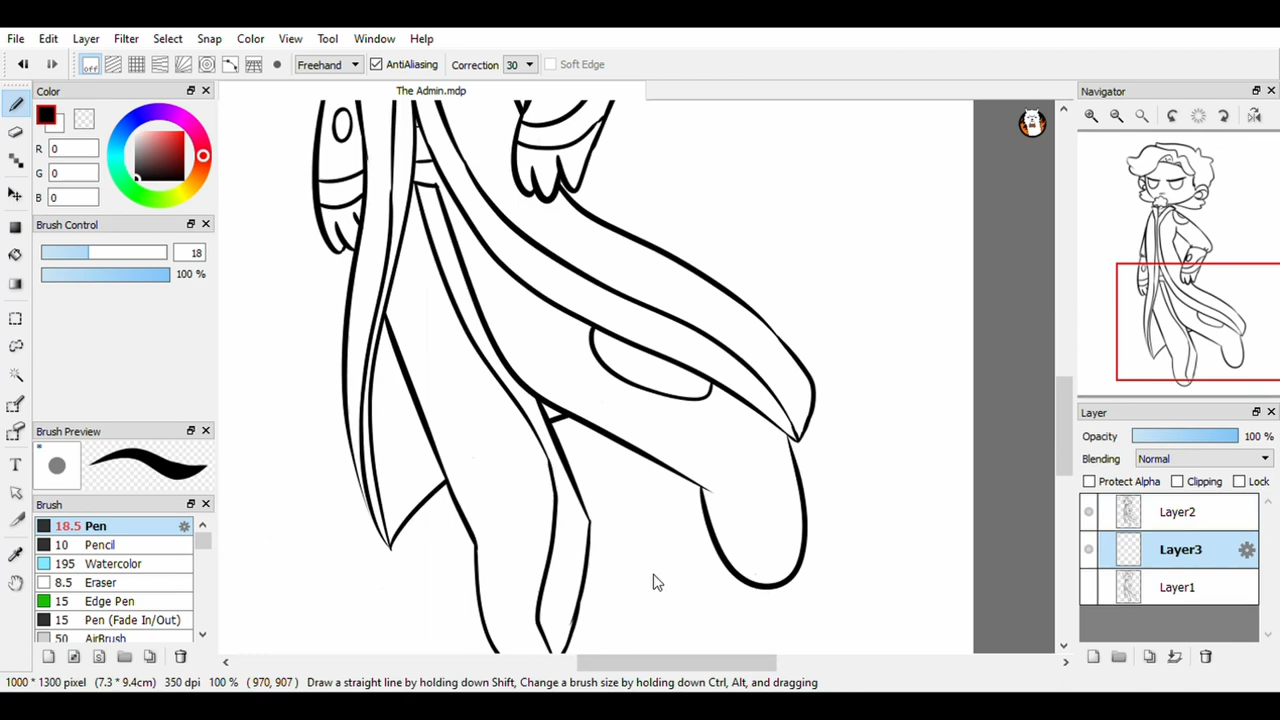 File Edit Layer Filter Select Snap Color View Tool Window Help
off Freehand AntiAliasing Correction 30 Soft Edge
Color
The Admin.mdp
Navigator
R 0
G 0
B 0
Brush Control
18
100 %
Brush Preview
Brush
18.5 Pen
10 Pencil
195 Watercolor
8.5 Eraser
15 Edge Pen
15 Pen (Fade In/Out)
50 AirBrush
Layer
Opacity 100 %
Blending Normal
Protect Alpha Clipping Lock
Layer2
Layer3
Layer1
1000 * 1300 pixel (7.3 * 9.4cm) 350 dpi 100 % ( 970, 907 ) Draw a straight line by holding down Shift, Change a brush size by holding down Ctrl, Alt, and dragging